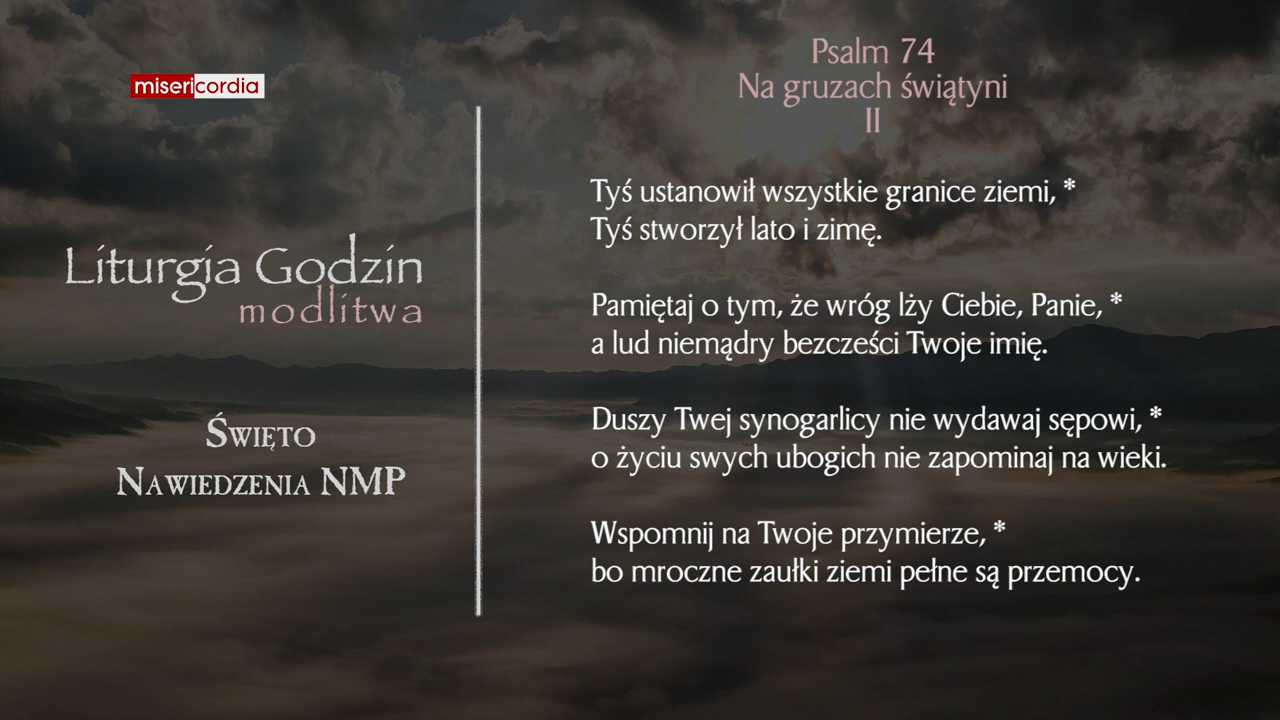 misericordia
Liturgia Godzin
modlitwa
Święto
Nawiedzenia NMP
Psalm 74
Na gruzach świątyni
II
Tyś ustanowił wszystkie granice ziemi, *
Tyś stworzył lato i zimę.
Pamiętaj o tym, że wróg lży Ciebie, Panie, *
a lud niemądry bezcześci Twoje imię.
Duszy Twej synogarlicy nie wydawaj sępowi, *
o życiu swych ubogich nie zapominaj na wieki.
Wspomnij na Twoje przymierze, *
bo mroczne zaułki ziemi pełne są przemocy.